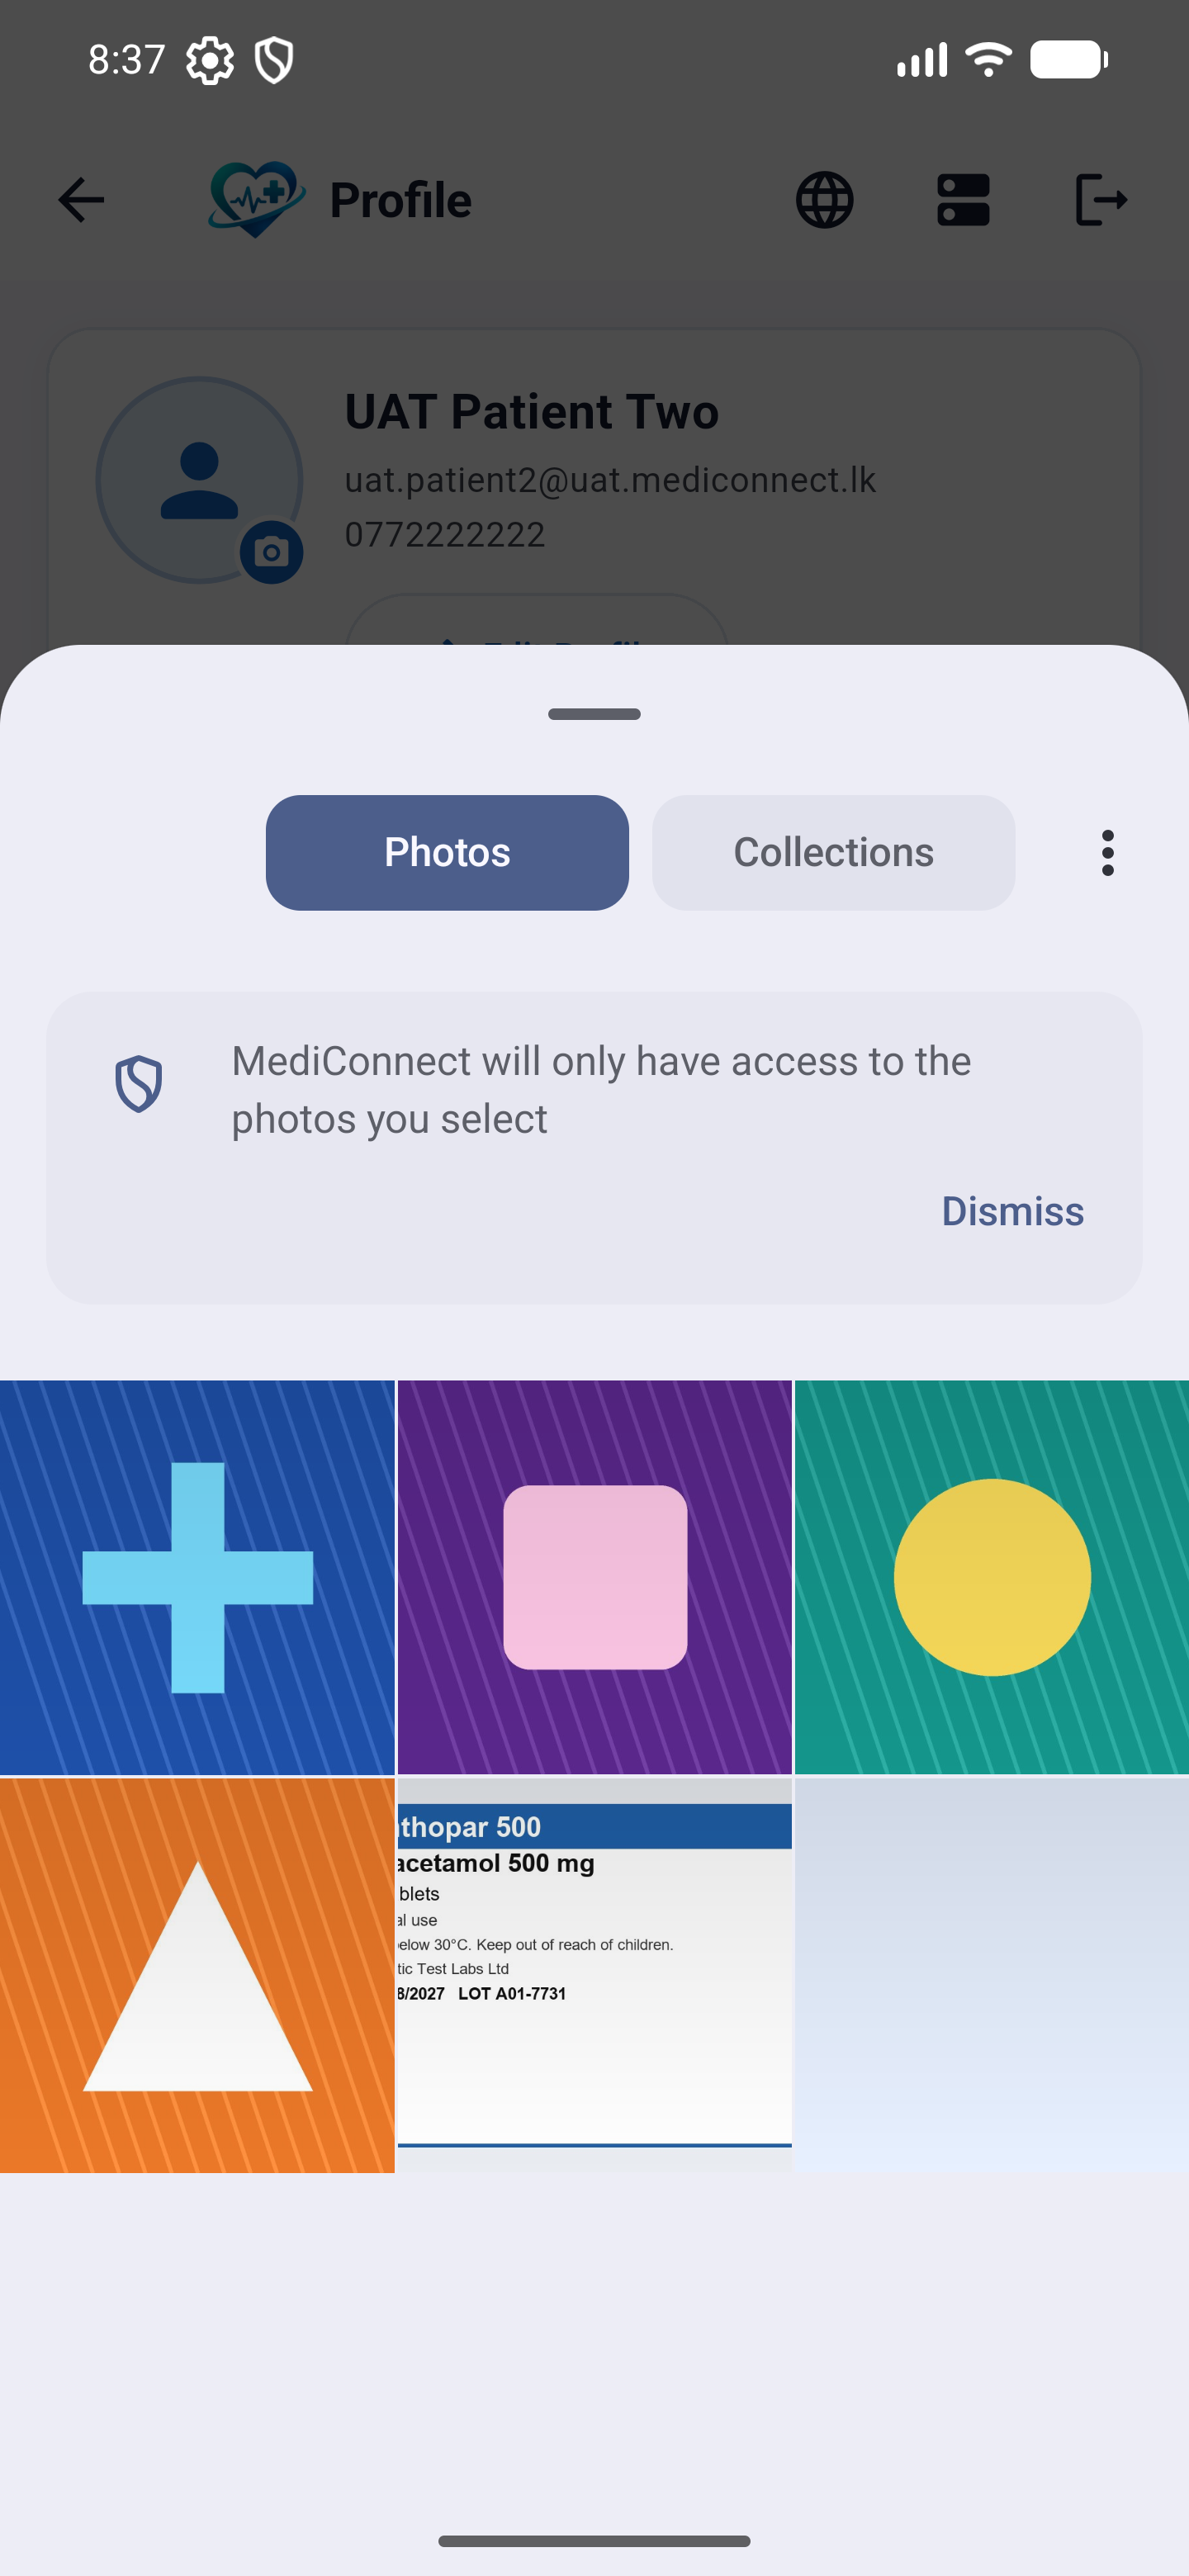 8:37
Profile
UAT Patient Two
uat.patient2@uat.mediconnect.lk
0772222222
Photos
Collections
MediConnect will only have access to the
photos you select
Dismiss
thopar 500
acetamol 500 mg
blets
al use
elow 30°C. Keep out of reach of children.
tic Test Labs Ltd
8/2027 LOT A01-7731